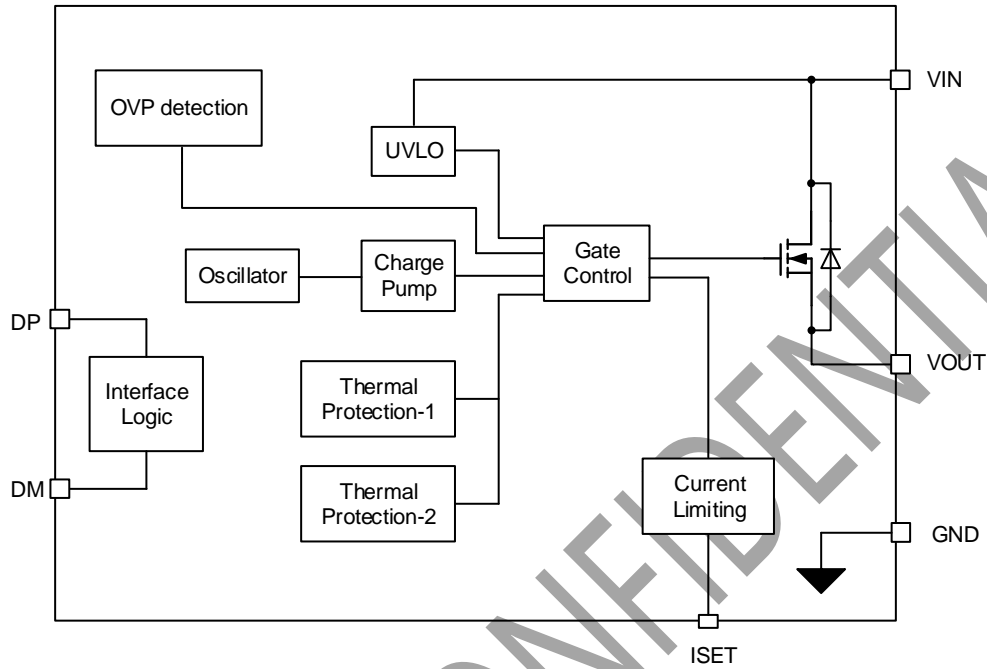 VIN
OVP detection
UVLO
Gate
Control
Charge
Pump
Oscillator
DP
VOUT
Interface
Logic
Thermal
Protection-1
DM
Thermal
Protection-2
Current
Limiting
GND
ISET
ONFIDENTIA